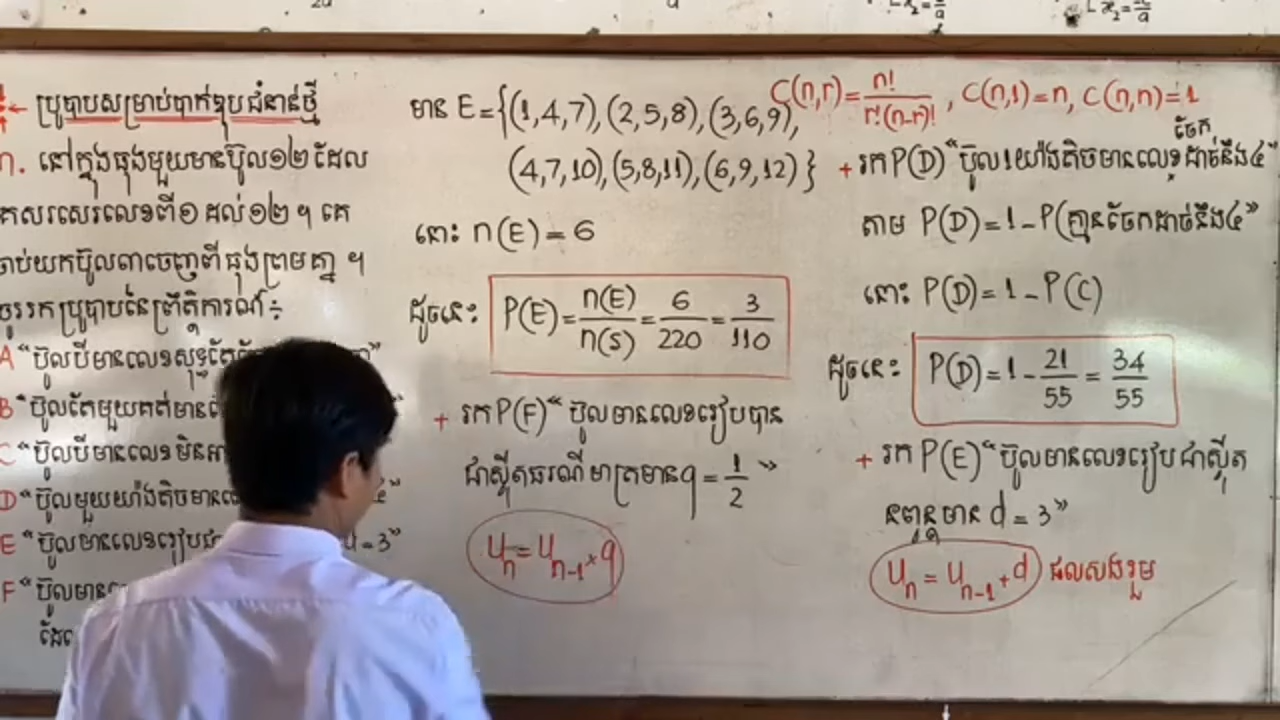 ប្រូបាបសម្រាប់បាក់ឌុបជំនាន់ថ្មី
នៅក្នុងធុងមួយមានប៊ូល១២ ដែល
គេសរសេរលេខពី១ ដល់១២ ។ គេ
ចាប់យកប៊ូល៣ចេញពីធុងព្រមគ្នា ។
ចូររកប្រូបាបនៃព្រឹត្តិការណ៍ ÷
A "ប៊ូលបីមានលេខសុទ្ធតែ
B "ប៊ូលតែមួយគត់មាន
C "ប៊ូលបីមានលេខមិន
D "ប៊ូលមួយយ៉ាងតិចមាន
E "ប៊ូលមានលេខរៀប d = 3"
F "ប៊ូលមាន
មាន E = {(1,4,7), (2,5,8), (3,6,9),
(4,7,10), (5,8,11), (6,9,12)}
នោះ n(E) = 6
ដូចនេះ P(E) = n(E)/n(S) = 6/220 = 3/110
+ រក P(F) "ប៊ូលមានលេខរៀបបាន
ជាស្វ៊ីតធរណីមាត្រមាន q = 1/2"
Un = Un-1 × q
C(n,r) = n!/r!(n-r)! , C(n,1) = n, C(n,n) = 1
ចែក
+ រក P(D) "ប៊ូល1យ៉ាងតិចមានលេខដាច់នឹង៤"
តាម P(D) = 1 - P(គ្មានចែកដាច់នឹង៤"
នោះ P(D) = 1 - P(C)
ដូចនេះ P(D) = 1 - 21/55 = 34/55
+ រក P(E) "ប៊ូលមានលេខរៀបជាស្វ៊ីត
នព្វន្តមាន d = 3"
Un = Un-1 + d ផលសងរួម